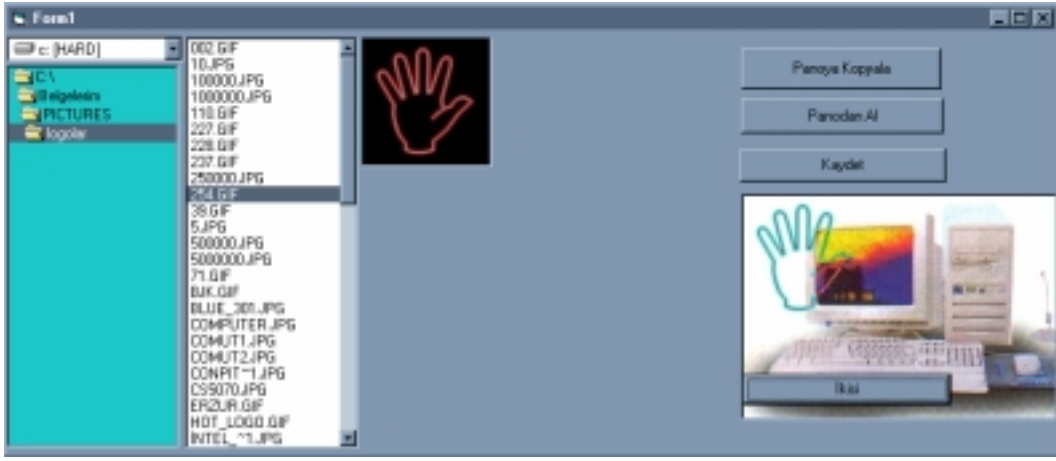 Form1
c: [HARD]
C:\
Belgelerim
PICTURES
logolar
002.GIF
10.JPG
100000.JPG
1000000.JPG
110.GIF
227.GIF
228.GIF
237.GIF
250000.JPG
254.GIF
39.GIF
5.JPG
500000.JPG
5000000.JPG
71.GIF
BJK.GIF
BLUE_301.JPG
COMPUTER.JPG
COMUT1.JPG
COMUT2.JPG
CONPIT~1.JPG
CS5070.JPG
ERZUR.GIF
HOT_LOGO.GIF
INTEL_~1.JPG
Panoya Kopyala
Panodan Al
Kaydet
İkisi